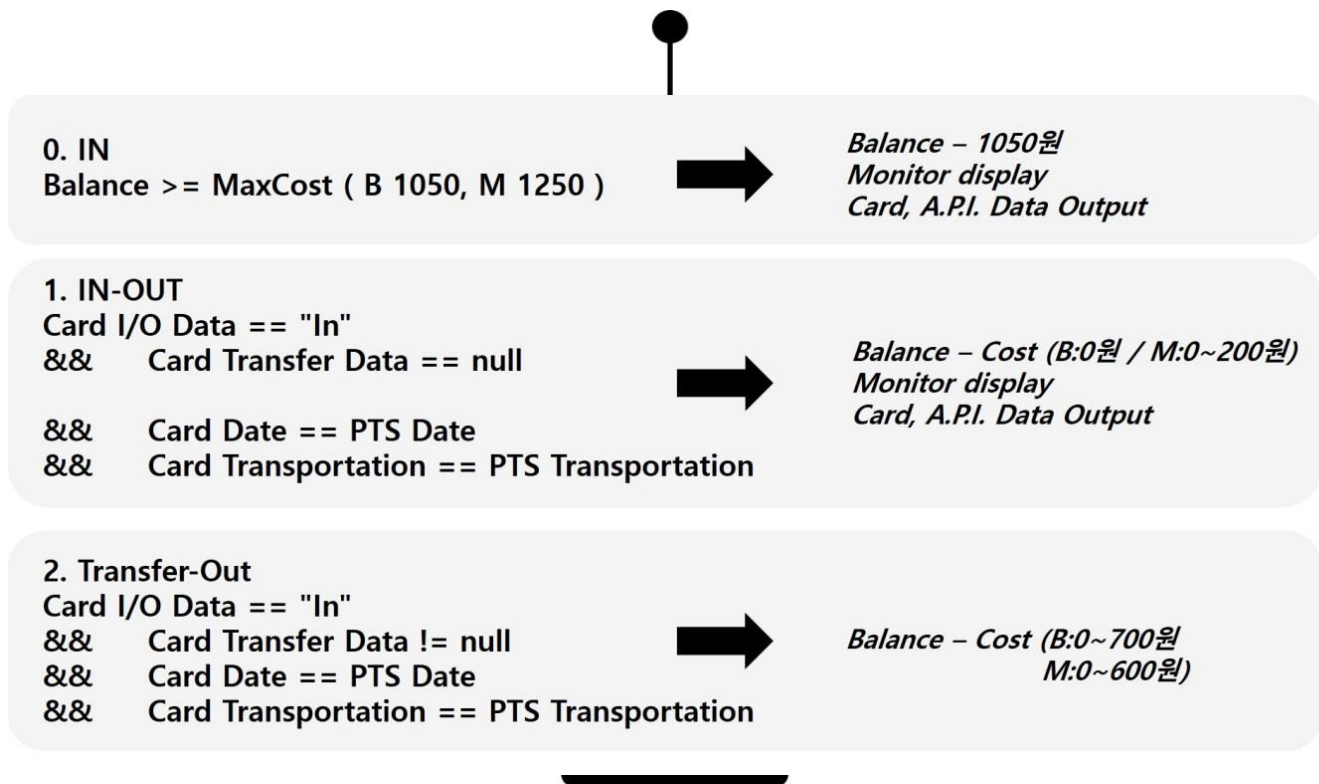 0. IN
Balance >= MaxCost ( B 1050, M 1250 )
Balance – 1050원
Monitor display
Card, A.P.I. Data Output
1. IN-OUT
Card I/O Data == "In"
&& Card Transfer Data == null
&& Card Date == PTS Date
&& Card Transportation == PTS Transportation
Balance – Cost (B:0원 / M:0~200원)
Monitor display
Card, A.P.I. Data Output
2. Transfer-Out
Card I/O Data == "In"
&& Card Transfer Data != null
&& Card Date == PTS Date
&& Card Transportation == PTS Transportation
Balance – Cost (B:0~700원
M:0~600원)